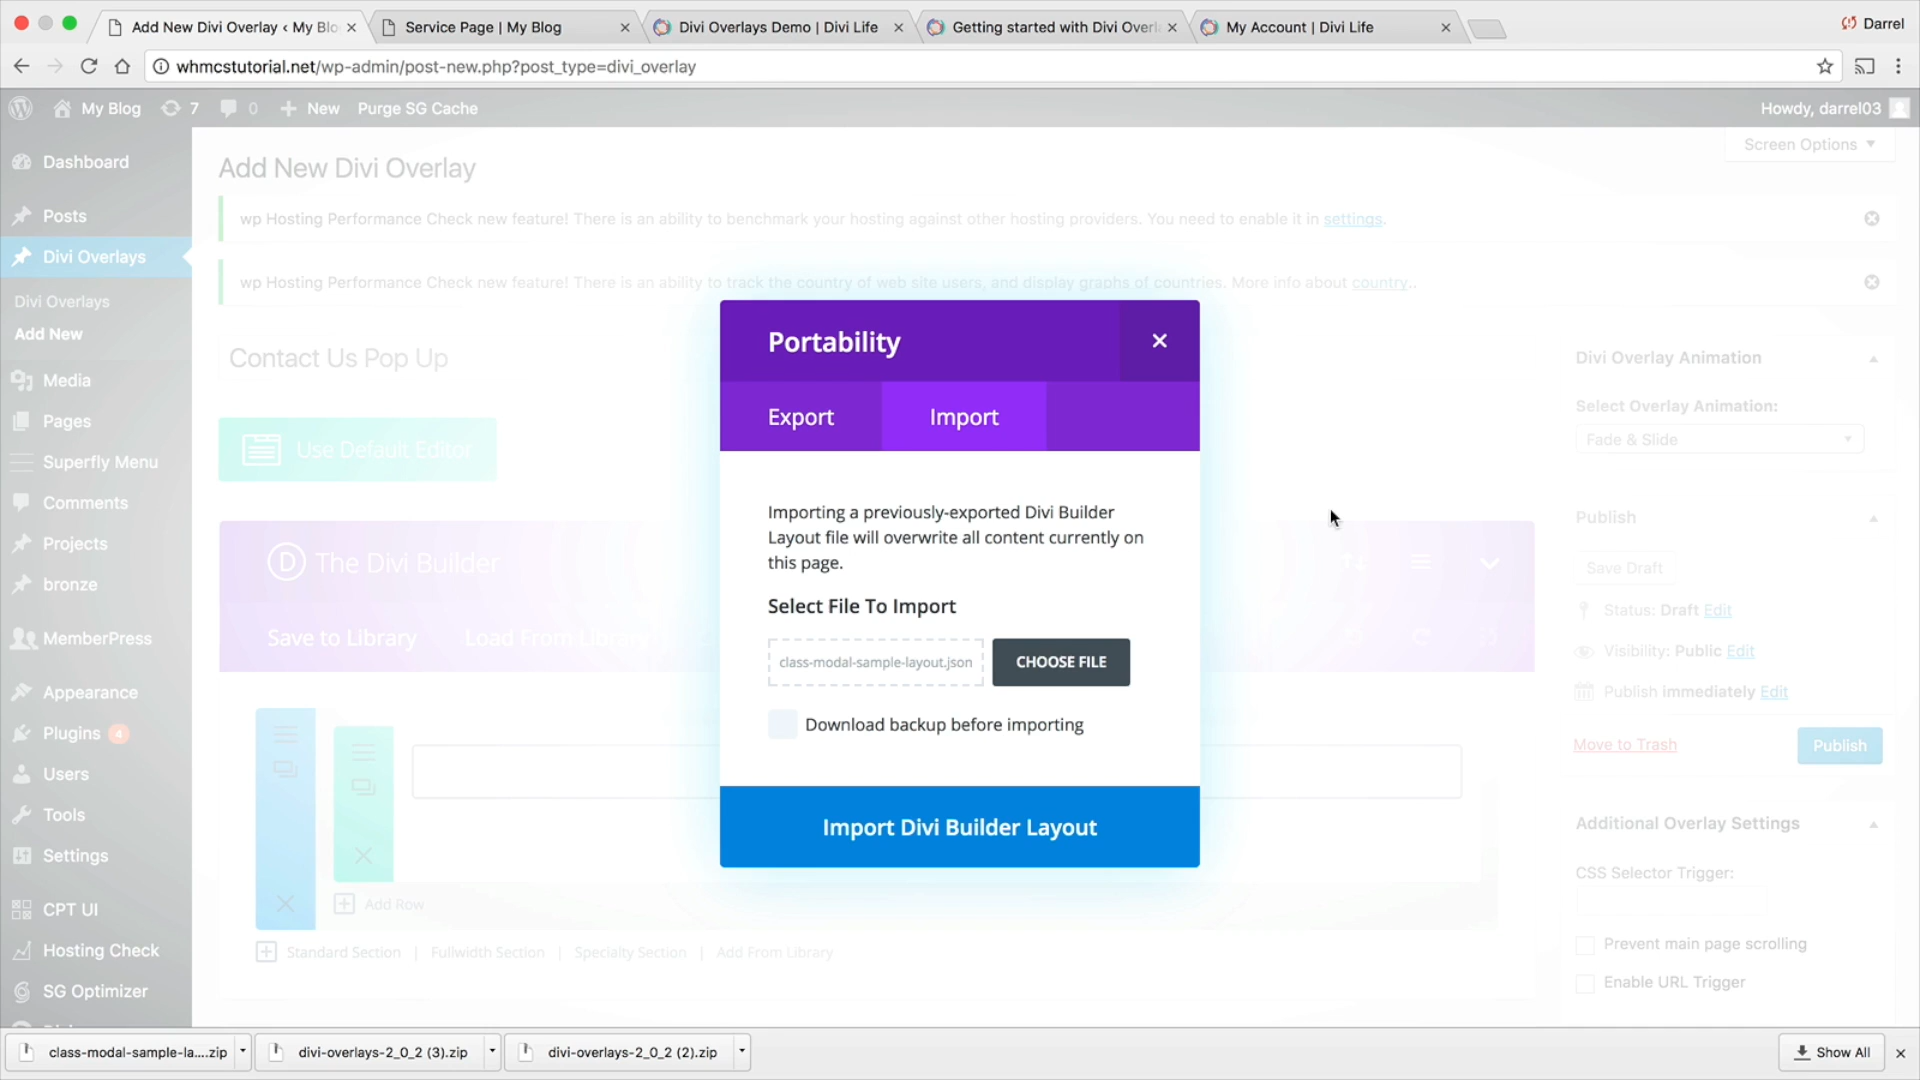 Add New Divi Overlay ‹ My Blo
Service Page | My Blog
Divi Overlays Demo | Divi Life
Getting started with Divi Overl
My Account | Divi Life
Darrel
whmcstutorial.net/wp-admin/post-new.php?post_type=divi_overlay
My Blog
7
0
New
Purge SG Cache
Howdy, darrel03
Dashboard
Posts
Divi Overlays
Divi Overlays
Add New
Media
Pages
Superfly Menu
Comments
Projects
bronze
MemberPress
Appearance
Plugins 4
Users
Tools
Settings
CPT UI
Hosting Check
SG Optimizer
Add New Divi Overlay
Screen Options
wp Hosting Performance Check new feature! There is an ability to benchmark your hosting against other hosting providers. You need to enable it in settings.
wp Hosting Performance Check new feature! There is an ability to track the country of web site users, and display graphs of countries. More info about country..
Contact Us Pop Up
Use Default Editor
D The Divi Builder
Save to Library
Load From Library
Add Row
Standard Section | Fullwidth Section | Specialty Section | Add From Library
Portability
Export
Import
Importing a previously-exported Divi Builder
Layout file will overwrite all content currently on
this page.
Select File To Import
class-modal-sample-layout.json
CHOOSE FILE
Download backup before importing
Import Divi Builder Layout
Divi Overlay Animation
Select Overlay Animation:
Fade & Slide
Publish
Save Draft
Status: Draft Edit
Visibility: Public Edit
Publish immediately Edit
Move to Trash
Publish
Additional Overlay Settings
CSS Selector Trigger:
Prevent main page scrolling
Enable URL Trigger
class-modal-sample-la....zip
divi-overlays-2_0_2 (3).zip
divi-overlays-2_0_2 (2).zip
Show All